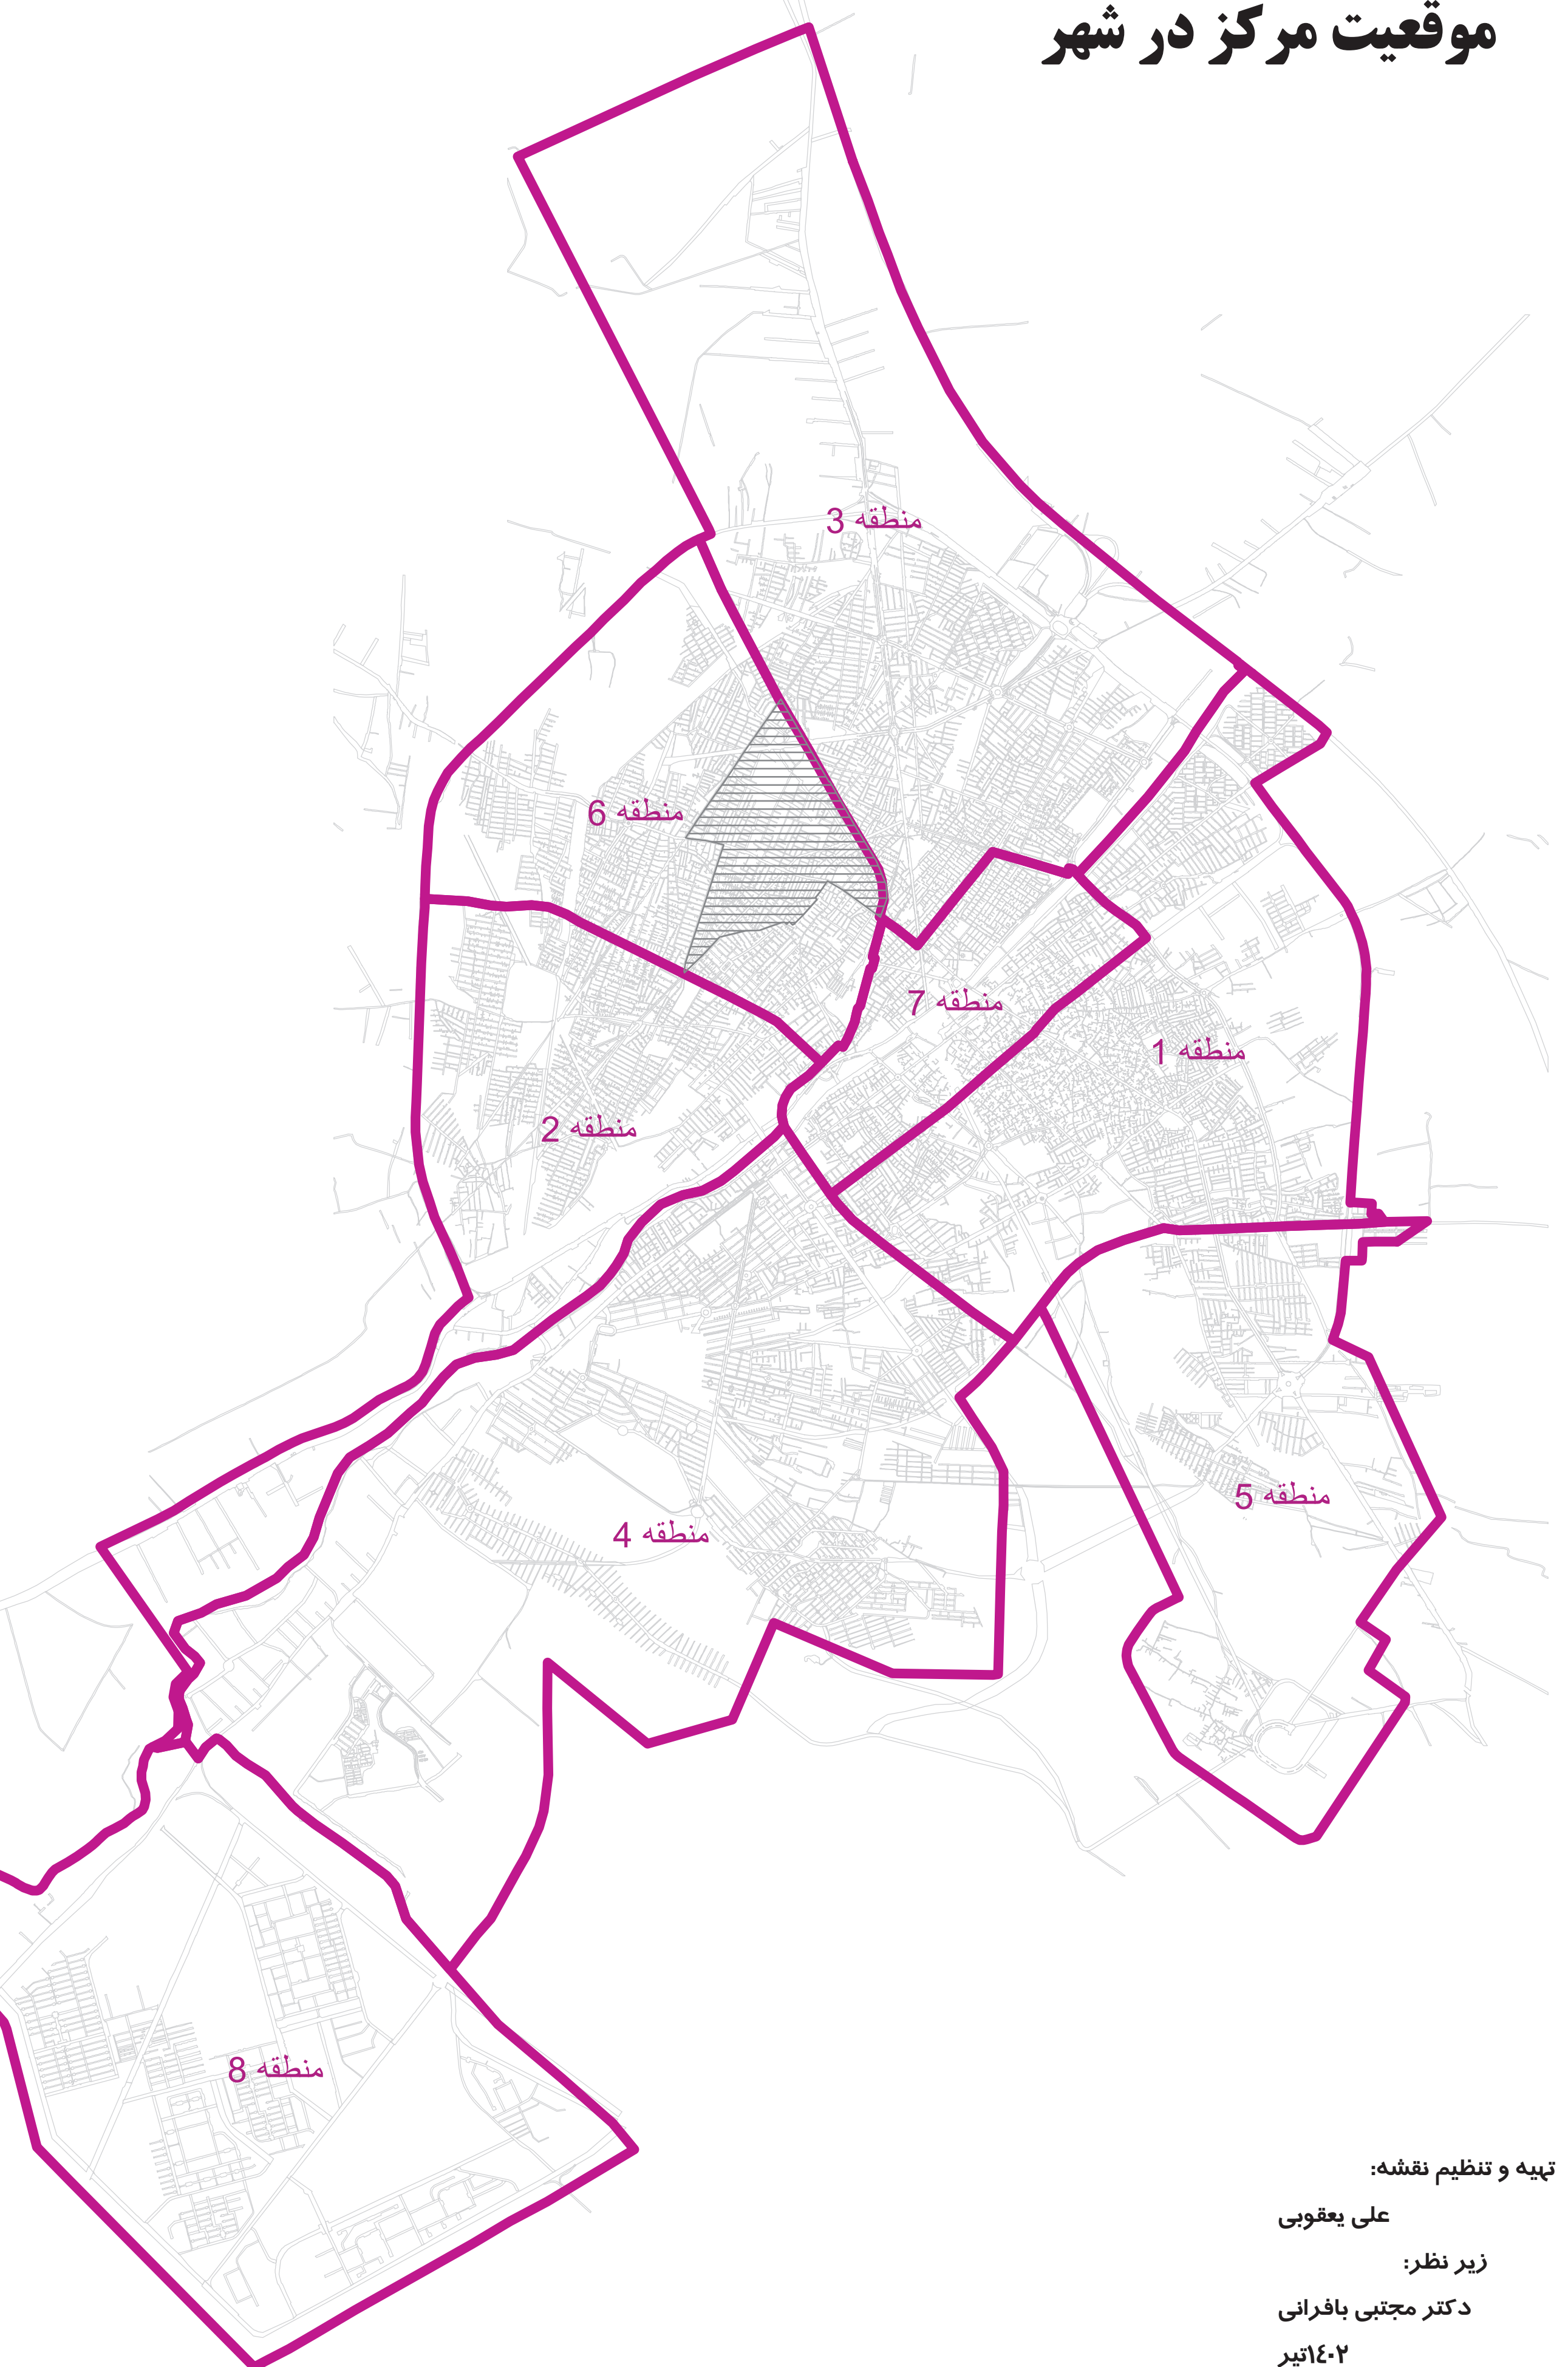 موقعیت مرکز در شهر
منطقه 3
منطقه 6
منطقه 7
منطقه 1
منطقه 2
منطقه 5
منطقه 4
منطقه 8
تهیه و تنظیم نقشه:
علی یعقوبی
زیر نظر:
دکتر مجتبی بافرانی
تیر۱٤۰۲